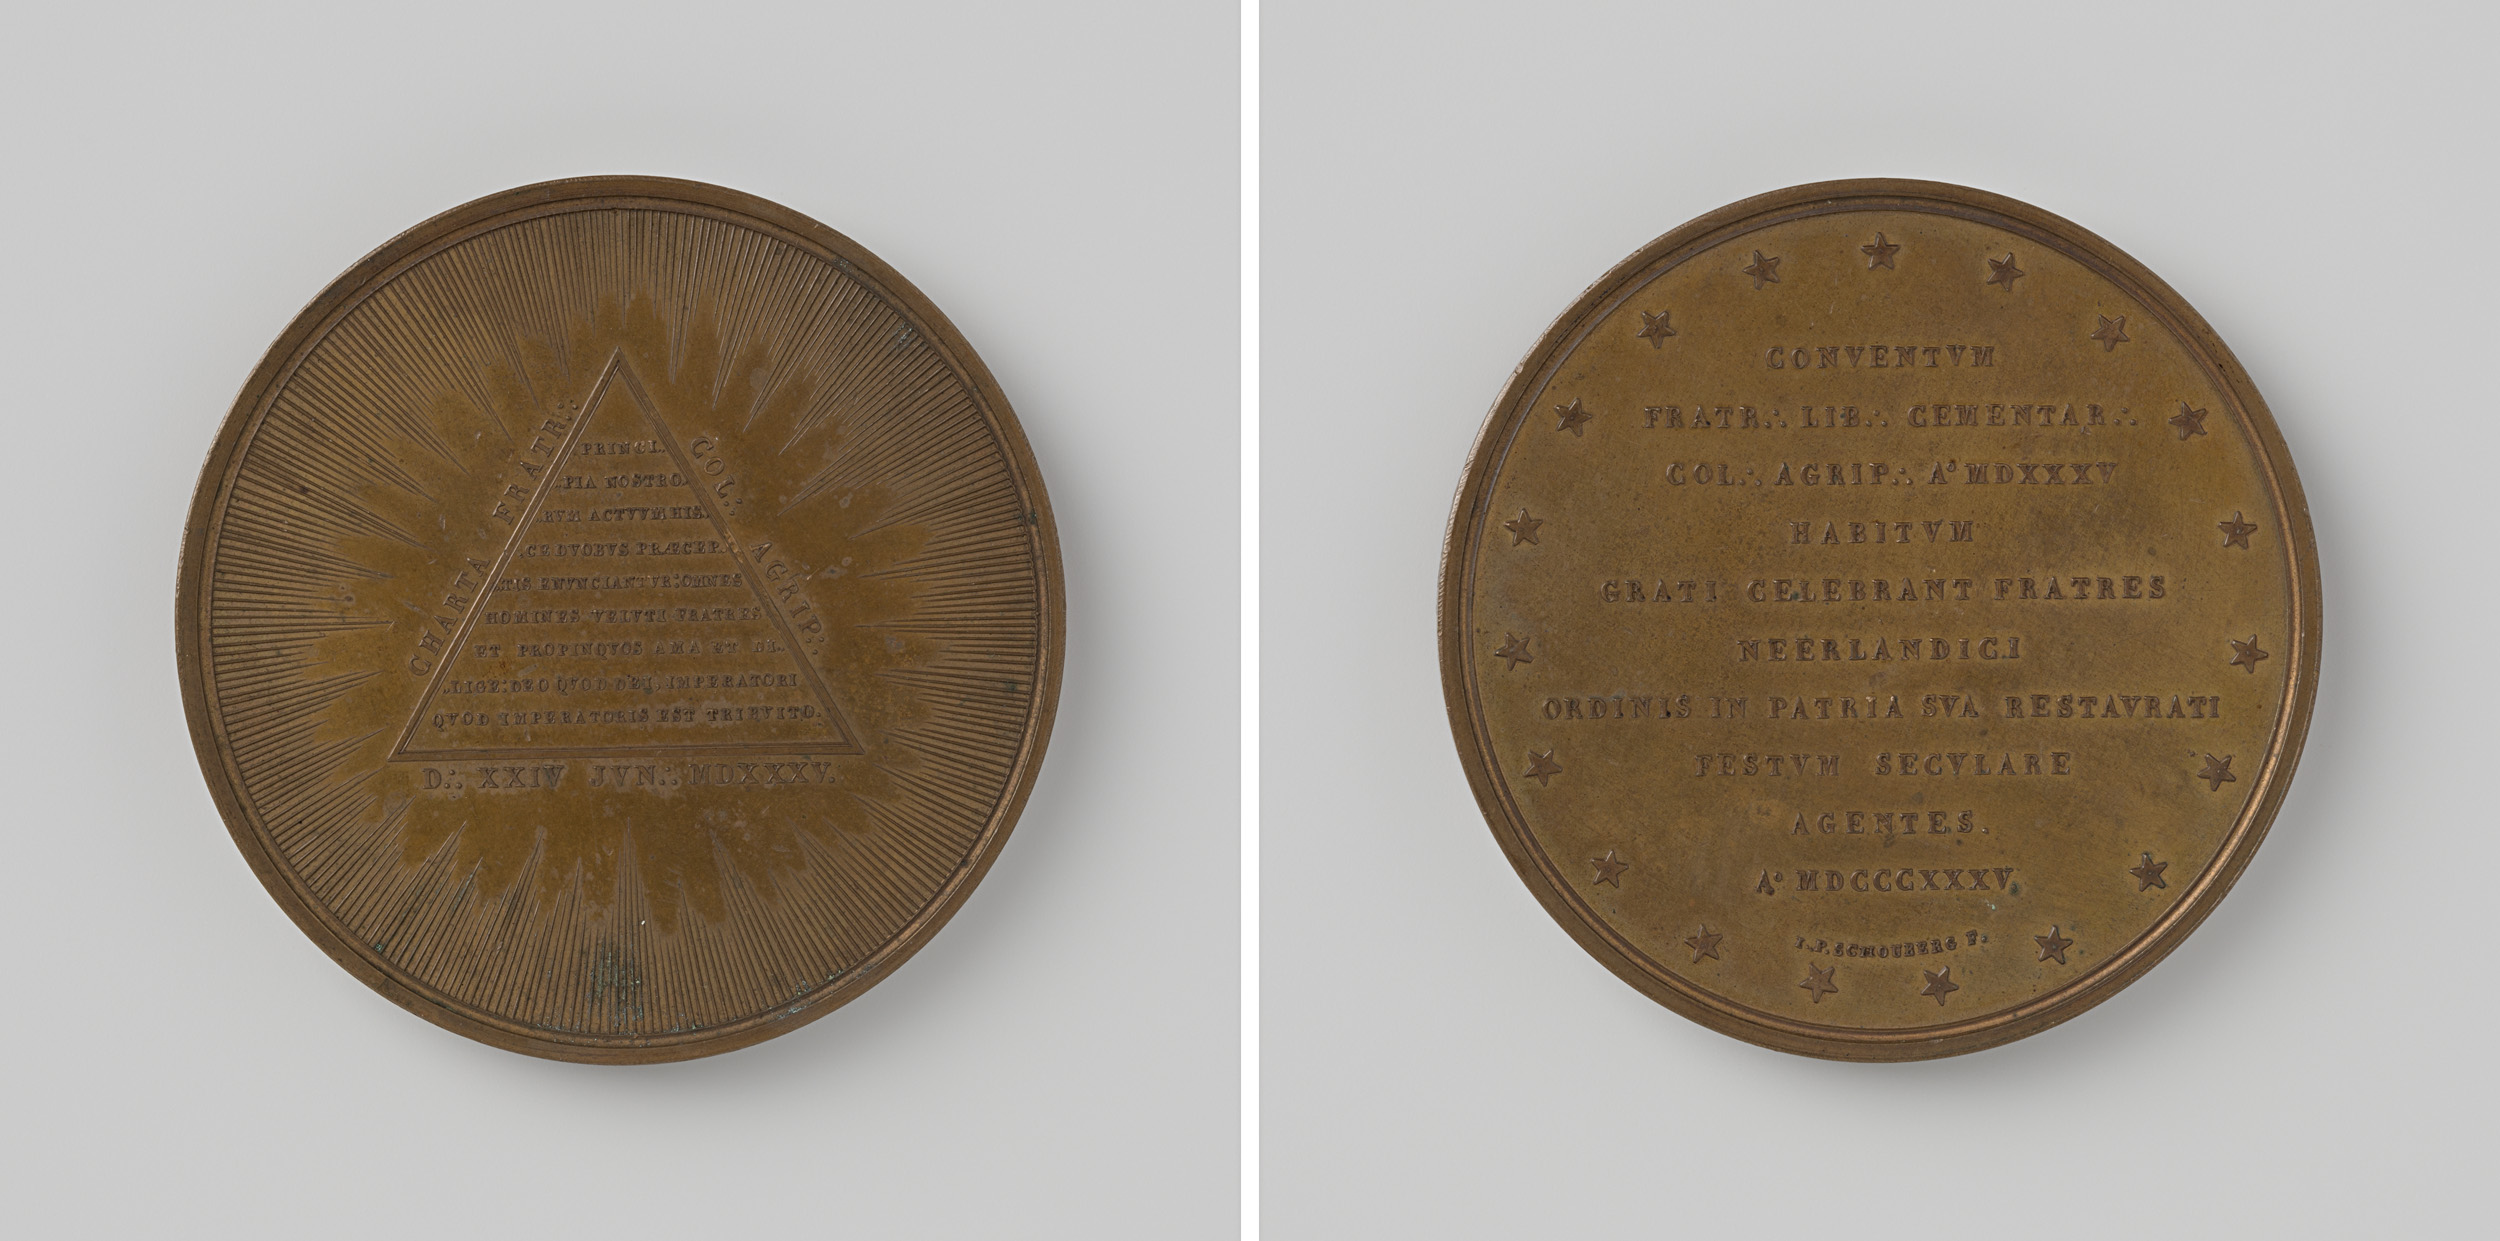 CHARTA FRATR∴
COL∴ AGRIP∴
PRINCI..
..PIA NOSTRO..
..RVM ACTVVM HIS..
..CE DVOBVS PRÆCEP..
..TIS ENVNCIANTVR: OMNES
HOMINES VELVTI FRATRES
ET PROPINQVOS AMA ET DI..
..LIGE: DEO QVOD DEI, IMPERATORI
QVOD IMPERATORIS EST TRIBVITO.
D∴ XXIV JVN∴ MDXXXV.
CONVENTVM
FRATR∴ LIB∴ CEMENTAR∴
COL∴ AGRIP∴ A° MDXXXV
HABITVM
GRATI CELEBRANT FRATRES
NEERLANDICI
ORDINIS IN PATRIA SVA RESTAVRATI
FESTVM SECVLARE
AGENTES.
A° MDCCCXXXV.
I.P. SCHOUBERG F.